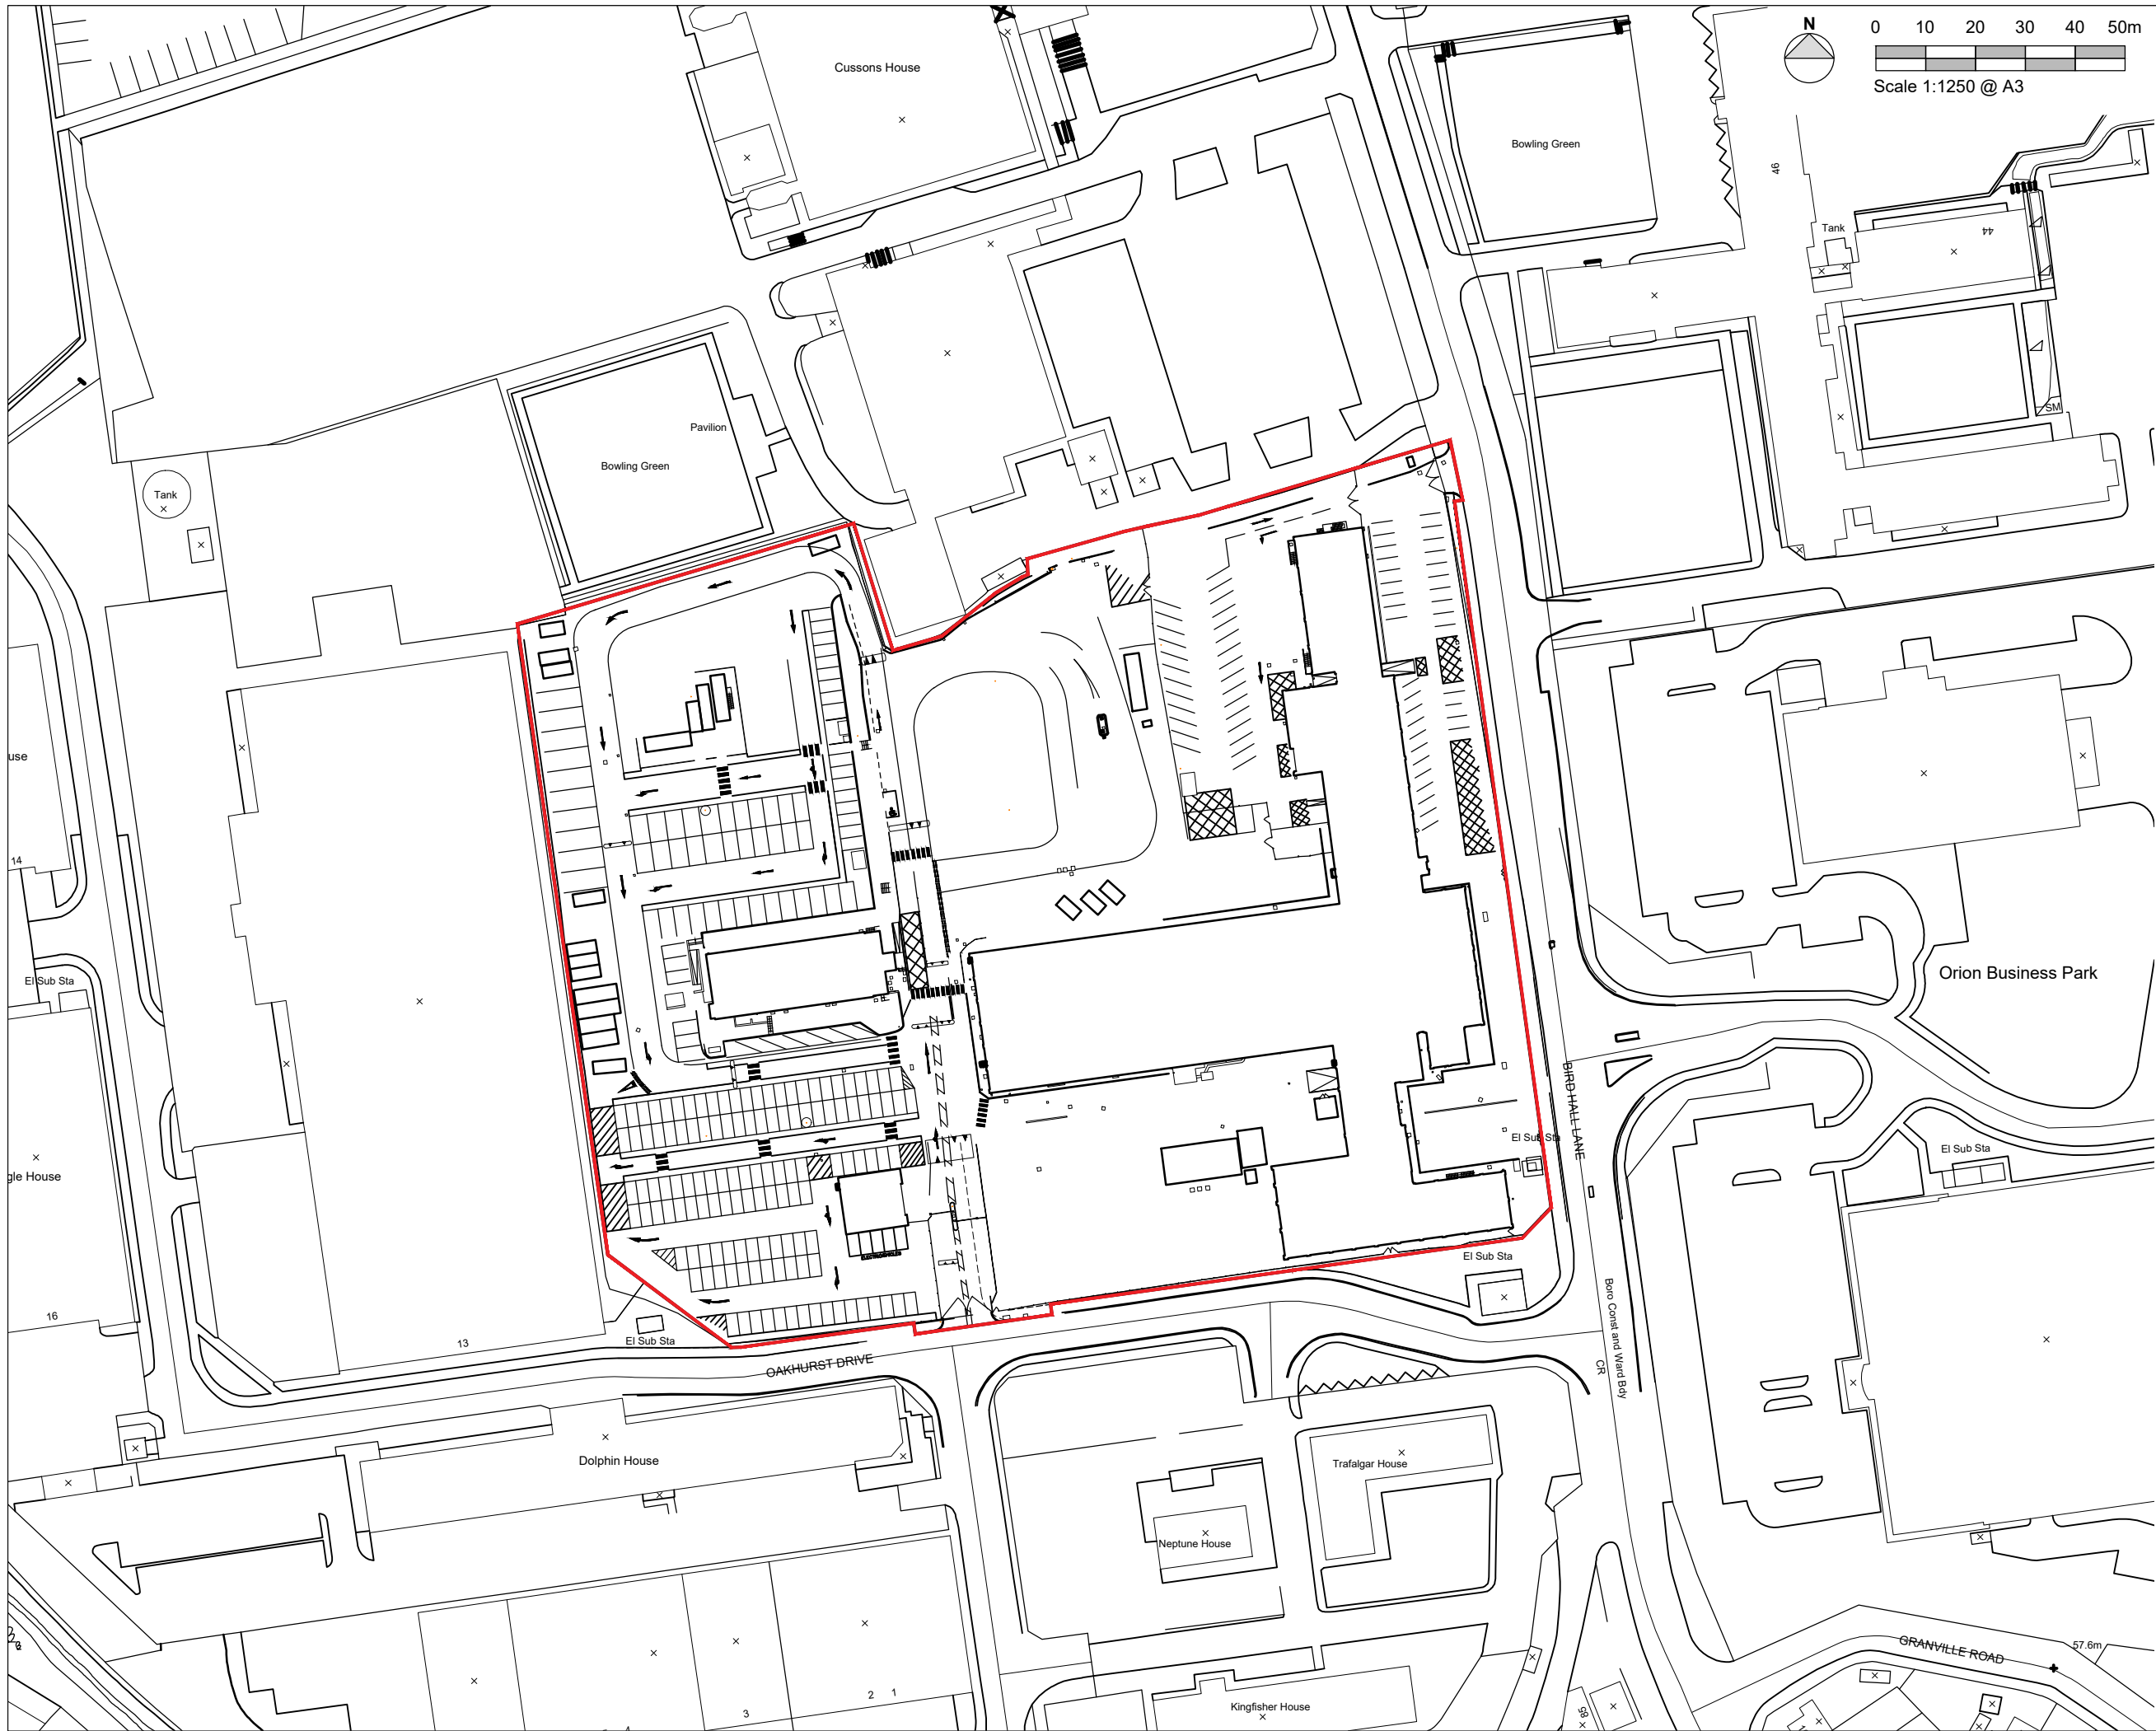 N
0 10 20 30 40 50m
Scale 1:1250 @ A3
Cussons House
Bowling Green
46
Tank
44
SM
Pavilion
Bowling Green
Tank
use
14
El Sub Sta
Orion Business Park
BIRD HALL LANE
El Sub Sta
El Sub Sta
gle House
El Sub Sta
16
13
El Sub Sta
OAKHURST DRIVE
Boro Const and Ward Bdy
CR
Dolphin House
Trafalgar House
Neptune House
GRANVILLE ROAD
57.6m
Kingfisher House
85
2 1
3
4